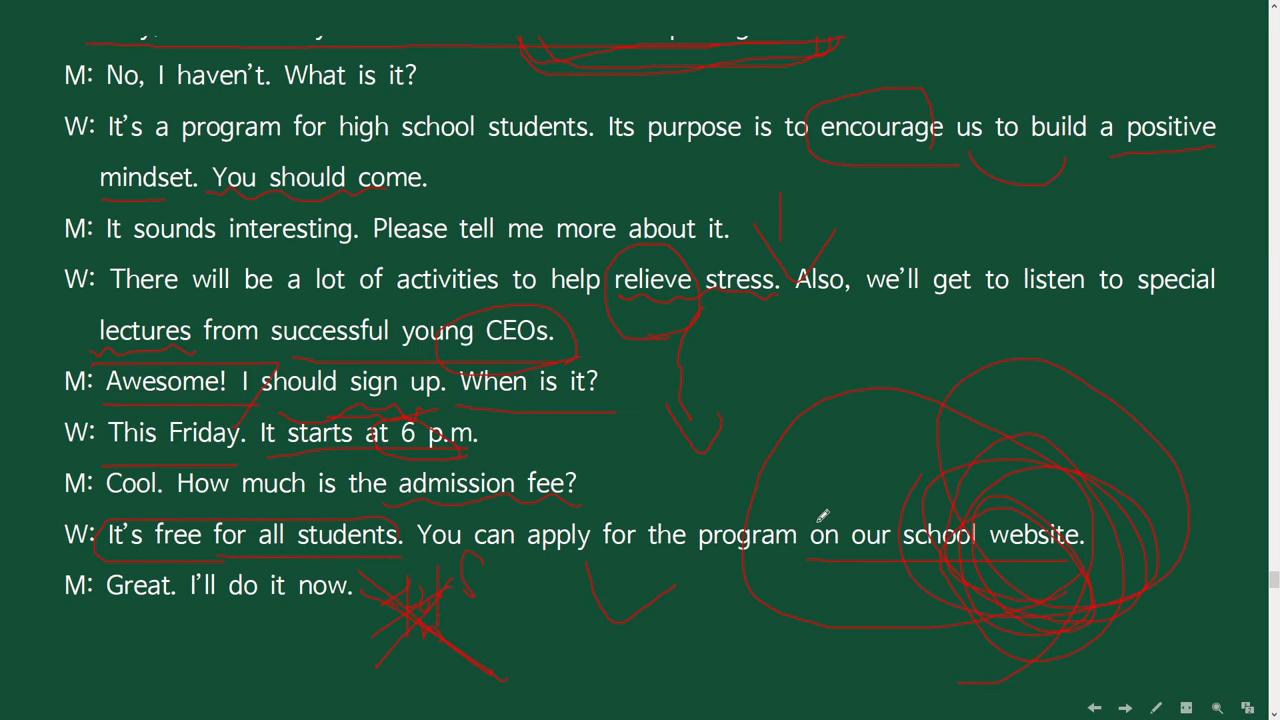 M: No, I haven't. What is it?
W: It's a program for high school students. Its purpose is to encourage us to build a positive
mindset. You should come.
M: It sounds interesting. Please tell me more about it.
W: There will be a lot of activities to help relieve stress. Also, we'll get to listen to special
lectures from successful young CEOs.
M: Awesome! I should sign up. When is it?
W: This Friday. It starts at 6 p.m.
M: Cool. How much is the admission fee?
W: It's free for all students. You can apply for the program on our school website.
M: Great. I'll do it now.